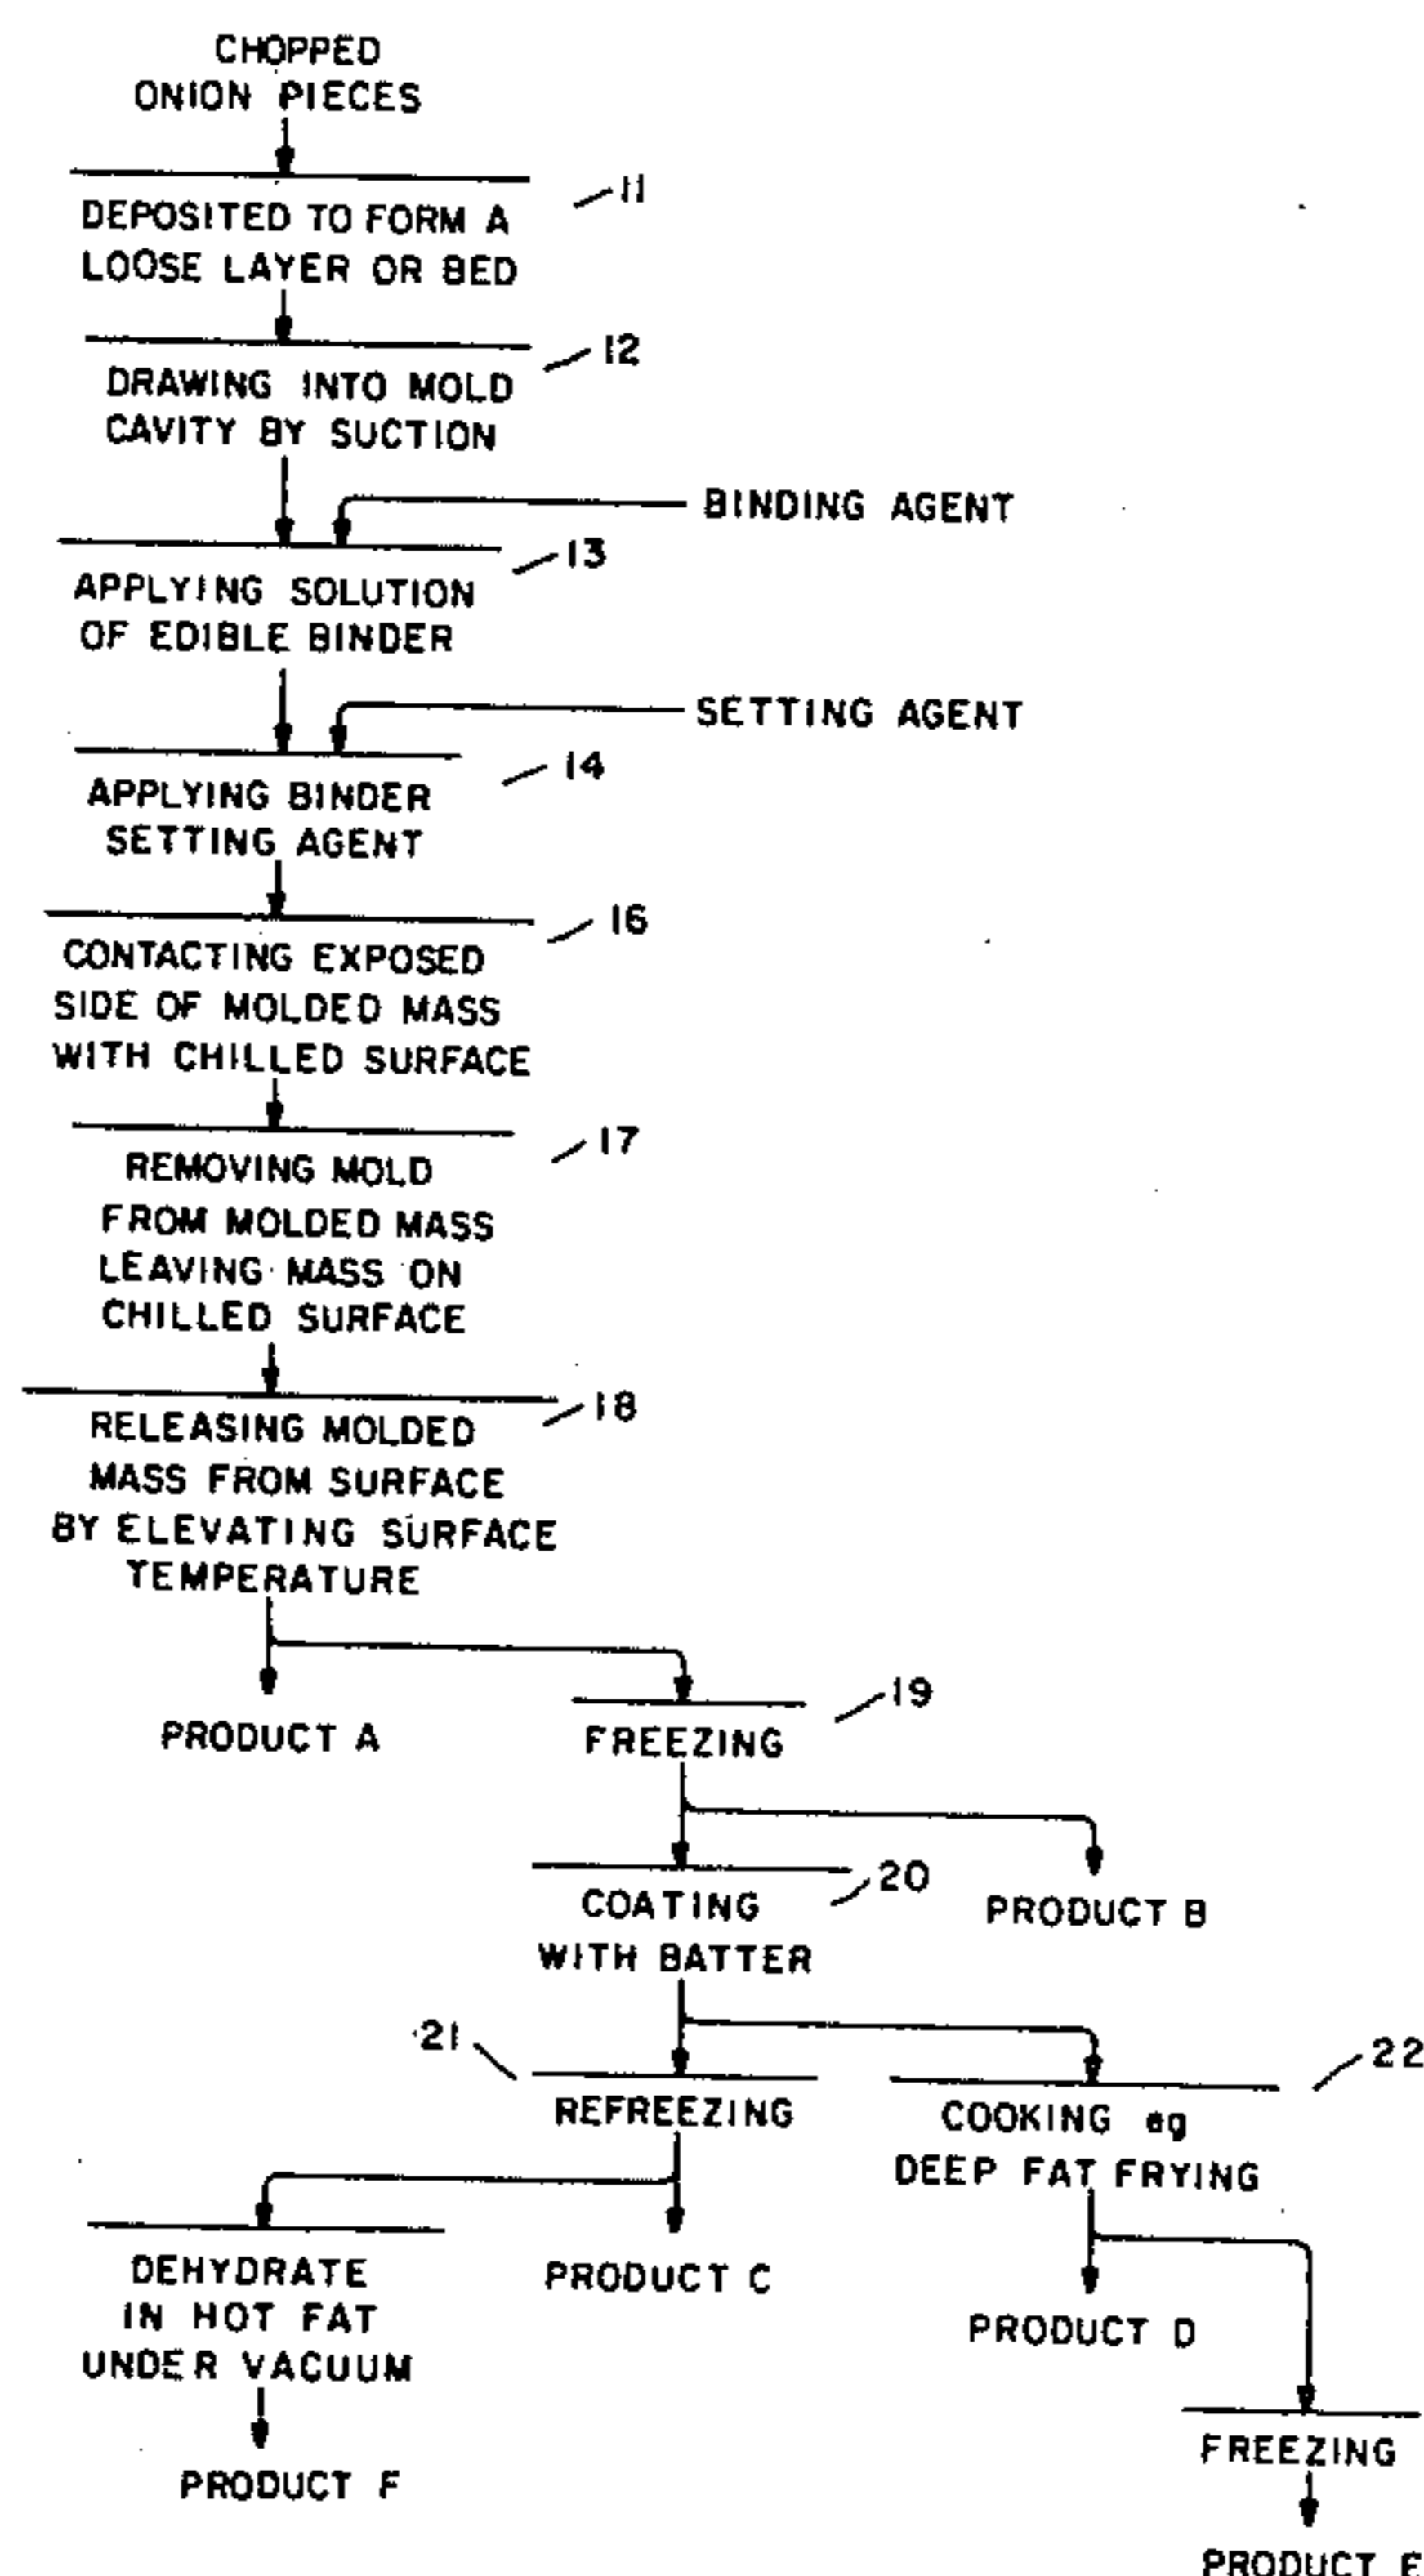 CHOPPED
ONION PIECES
11
DEPOSITED TO FORM A
LOOSE LAYER OR BED
12
DRAWING INTO MOLD
CAVITY BY SUCTION
BINDING AGENT
13
APPLYING SOLUTION
OF EDIBLE BINDER
SETTING AGENT
14
APPLYING BINDER
SETTING AGENT
16
CONTACTING EXPOSED
SIDE OF MOLDED MASS
WITH CHILLED SURFACE
17
REMOVING MOLD
FROM MOLDED MASS
LEAVING MASS ON
CHILLED SURFACE
18
RELEASING MOLDED
MASS FROM SURFACE
BY ELEVATING SURFACE
TEMPERATURE
19
PRODUCT A
FREEZING
20
COATING
WITH BATTER
PRODUCT B
21
22
REFREEZING
COOKING eg
DEEP FAT FRYING
DEHYDRATE
IN HOT FAT
UNDER VACUUM
PRODUCT C
PRODUCT D
PRODUCT F
FREEZING
PRODUCT E